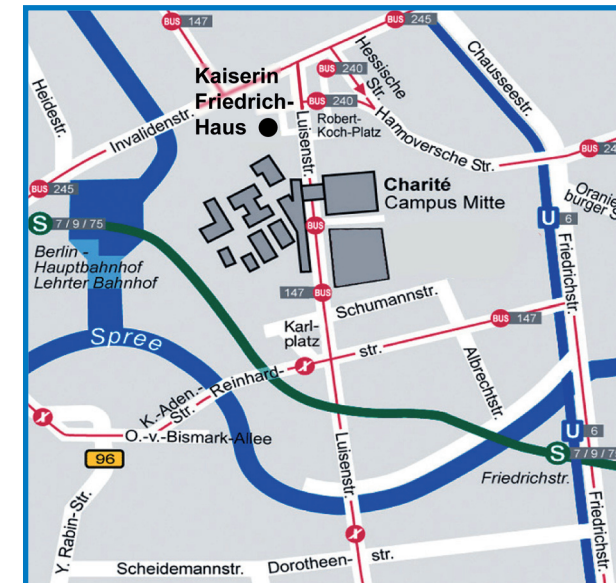 BUS 147
BUS 245
Hessische
Str.
Chausseestr.
Kaiserin
Friedrich-
Haus
BUS 240
BUS 240
Heidestr.
Invalidenstr.
Luisenstr.
Robert-
Koch-Platz
Hannoversche Str.
BUS
Charité
Campus Mitte
BUS 245
S 7 / 9 / 75
Oranien
burger S
U 6
Berlin -
Hauptbahnhof
Lehrter Bahnhof
BUS
Friedrichstr.
147 BUS
Schumannstr.
BUS 147
Spree
Karl-
platz
K.-Aden.-
Str.
Reinhard-
str.
Albrechtstr.
O.-v.-Bismark-Allee
96
Luisenstr.
U 6
S 7 / 9 / 75
Friedrichstr.
Y. Rabin-Str.
Friedrichstr.
Scheidemannstr.
Dorotheen-
str.